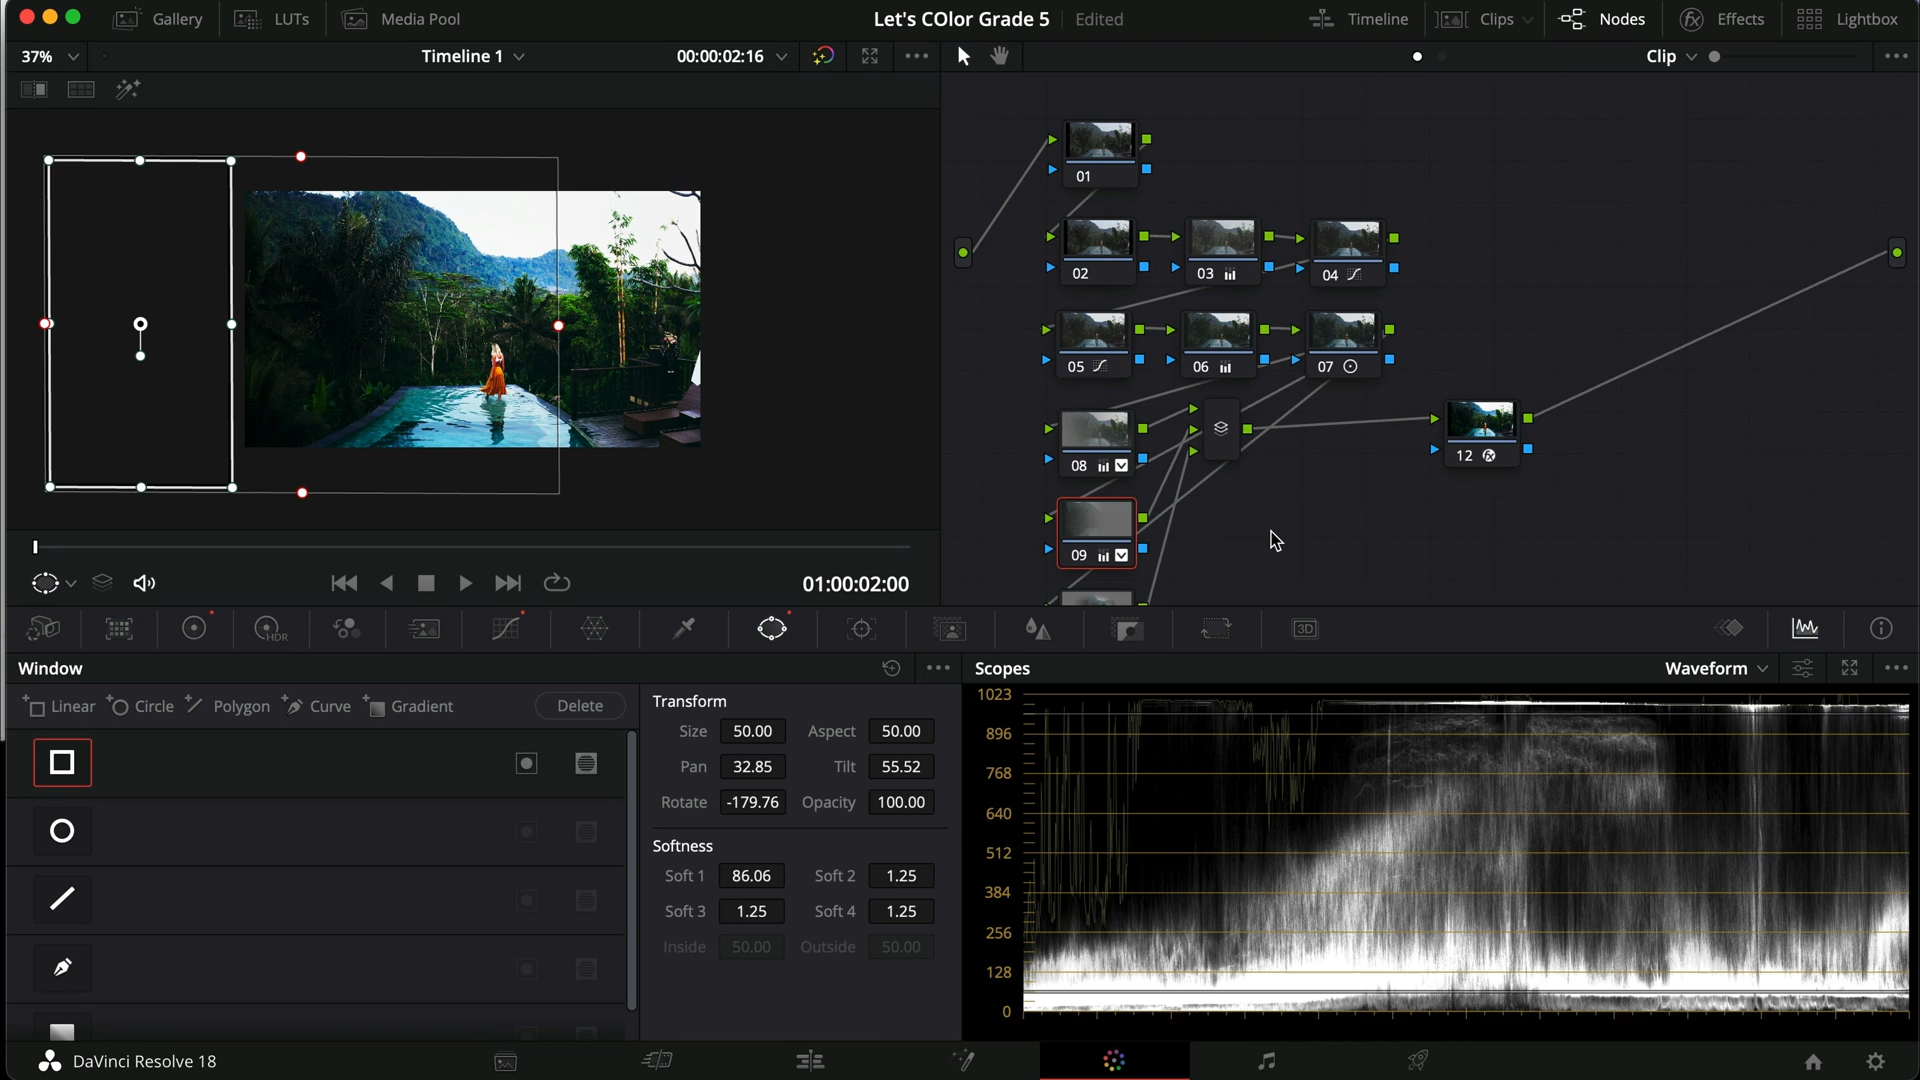 Gallery LUTs Media Pool Let's COlor Grade 5 Edited Timeline Clips Nodes Effects Lightbox
37% Timeline 1 00:00:02:16 Clip
01
02 03 04
05 06 07
08
12
09
01:00:02:00
HDR
3D
Window Scopes Waveform
Linear Circle Polygon Curve Gradient Delete
Transform
Size 50.00 Aspect 50.00
Pan 32.85 Tilt 55.52
Rotate -179.76 Opacity 100.00
Softness
Soft 1 86.06 Soft 2 1.25
Soft 3 1.25 Soft 4 1.25
Inside 50.00 Outside 50.00
1023
896
768
640
512
384
256
128
0
DaVinci Resolve 18